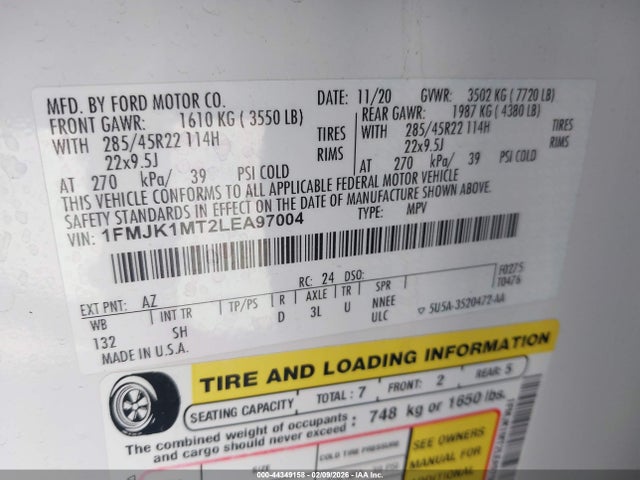 MFD. BY FORD MOTOR CO.
DATE: 11/20 GVWR: 3502 KG ( 7720 LB)
FRONT GAWR: 1610 KG ( 3550 LB)
REAR GAWR: 1987 KG ( 4380 LB)
WITH 285/45R22 114H TIRES
WITH 285/45R22 114H TIRES
22x9.5J RIMS
22x9.5J RIMS
AT 270 kPa/ 39 PSI COLD
AT 270 kPa/ 39 PSI COLD
THIS VEHICLE CONFORMS TO ALL APPLICABLE FEDERAL MOTOR VEHICLE
SAFETY STANDARDS IN EFFECT ON THE DATE OF MANUFACTURE SHOWN ABOVE.
VIN: 1FMJK1MT2LEA97004
TYPE: MPV
F0275
T0476
EXT PNT: AZ RC: 24 DSO:
WB INT TR TP/PS R AXLE TR SPR
132 SH D 3L U NNEE
ULC
▽ 5U5A-3520472-AA
MADE IN U.S.A.
TIRE AND LOADING INFORMATION
SEATING CAPACITY TOTAL : 7 FRONT: 2 REAR: 5
The combined weight of occupants
and cargo should never exceed : 748 kg or 1650 lbs.
COLD TIRE PRESSURE
SEE OWNERS
MANUAL FOR
ADDITIONAL
000-44349158 - 02/09/2026 - IAA Inc.